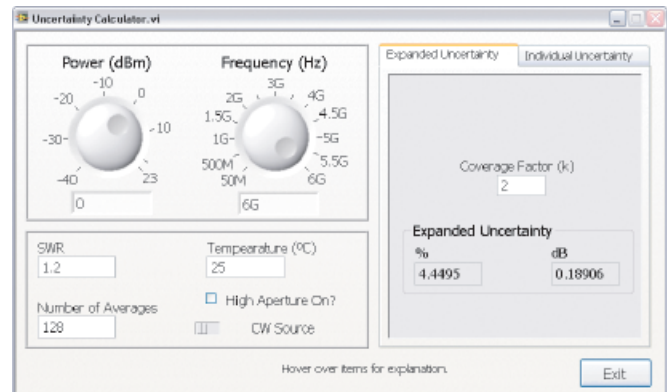 Uncertainty Calculator.vi
Power (dBm)
-10
-20
0
-30
-10
-40
23
0
Frequency (Hz)
3G
2G
4G
1.5G
4.5G
1G
5G
500M
5.5G
50M
6G
6G
SWR
1.2
Tempearature (ºC)
25
Number of Averages
128
High Aperture On?
CW Source
Expanded Uncertainty
Individual Uncertainty
Coverage Factor (k)
2
Expanded Uncertainty
%
dB
4.4495
0.18906
Hover over items for explanation.
Exit